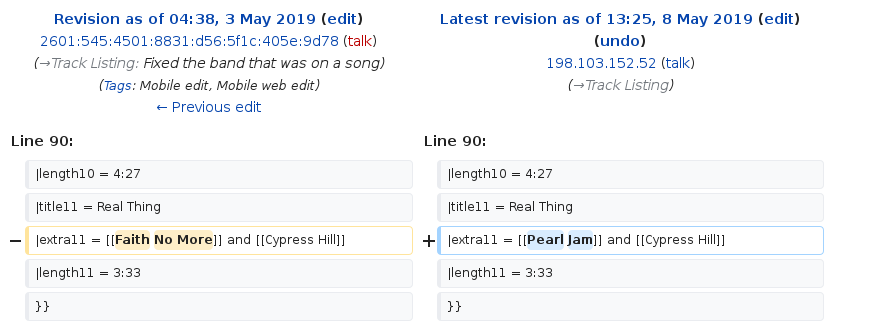 Revision as of 04:38, 3 May 2019 (edit)
2601:545:4501:8831:d56:5f1c:405e:9d78 (talk)
(→Track Listing: Fixed the band that was on a song)
(Tags: Mobile edit, Mobile web edit)
← Previous edit
Latest revision as of 13:25, 8 May 2019 (edit)
(undo)
198.103.152.52 (talk)
(→Track Listing)
Line 90:
Line 90:
|length10 = 4:27
|length10 = 4:27
|title11 = Real Thing
|title11 = Real Thing
− |extra11 = [[Faith No More]] and [[Cypress Hill]]
+ |extra11 = [[Pearl Jam]] and [[Cypress Hill]]
|length11 = 3:33
|length11 = 3:33
}}
}}